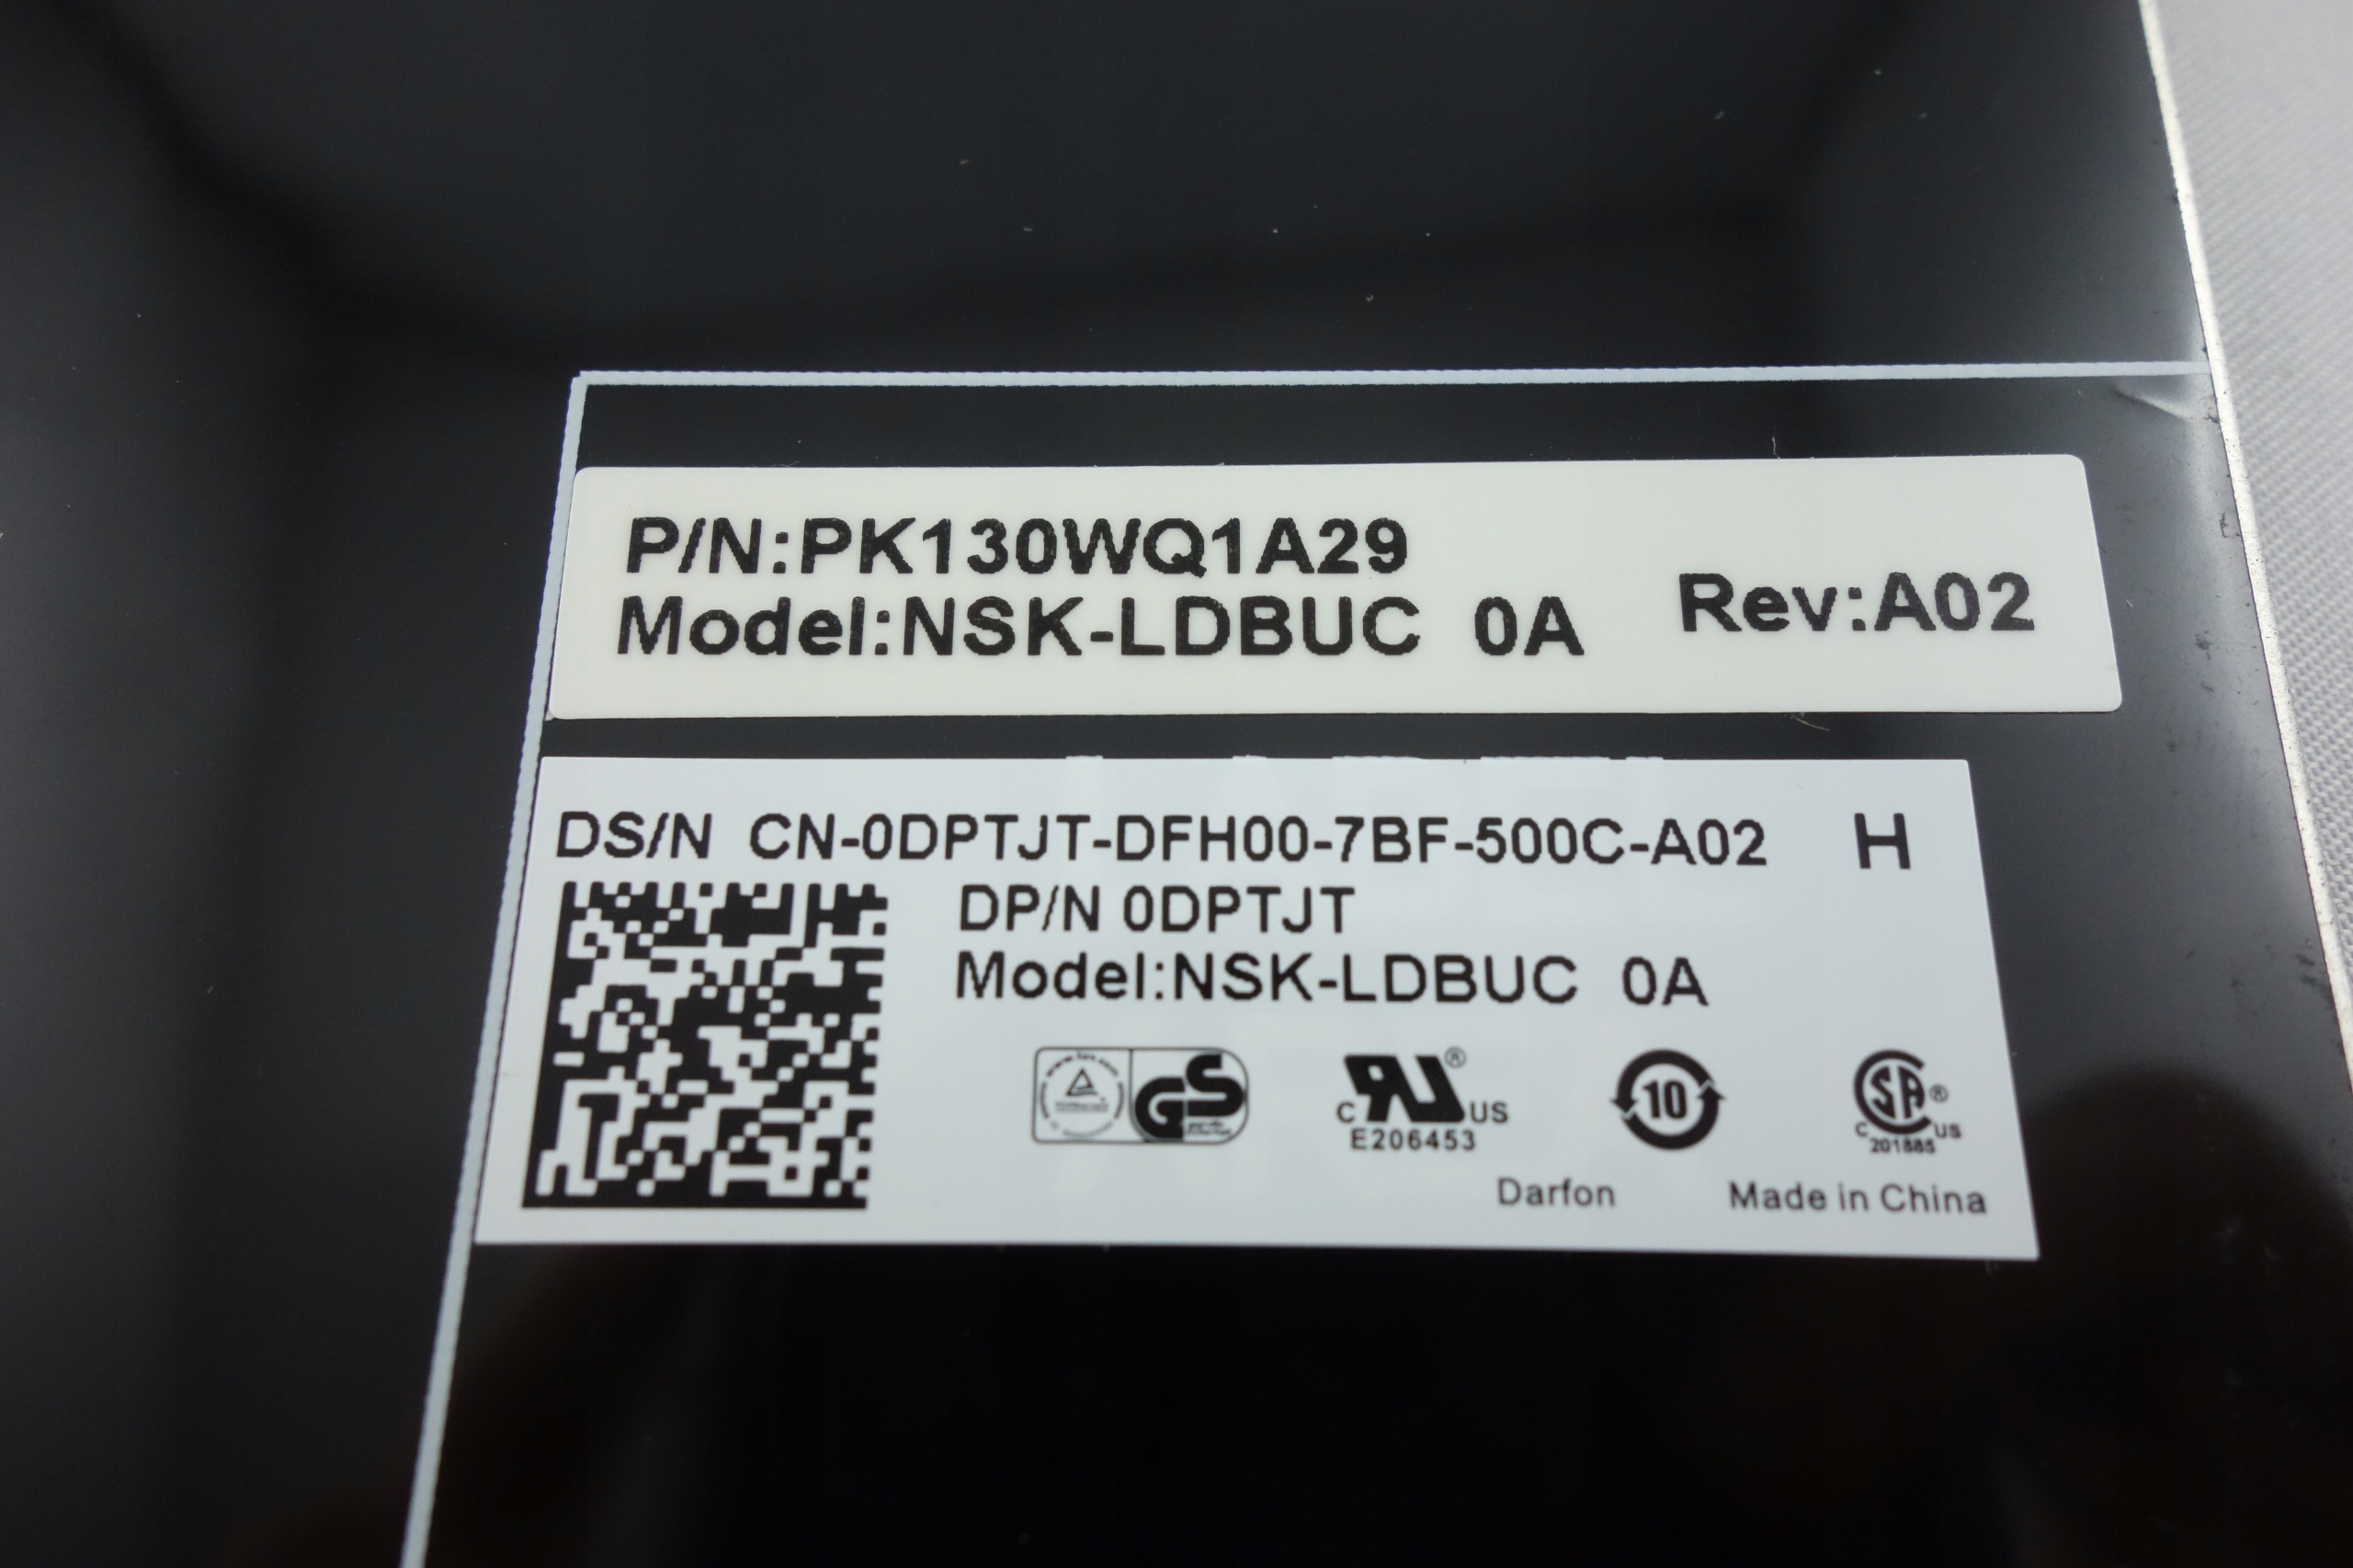 P/N:PK130WQ1A29
Model:NSK-LDBUC 0A
Rev:A02
DS/N CN-0DPTJT-DFH00-7BF-500C-A02 H
DP/N 0DPTJT
Model:NSK-LDBUC 0A
GS
C US
E206453
10
SA
C US
201885
Darfon
Made in China